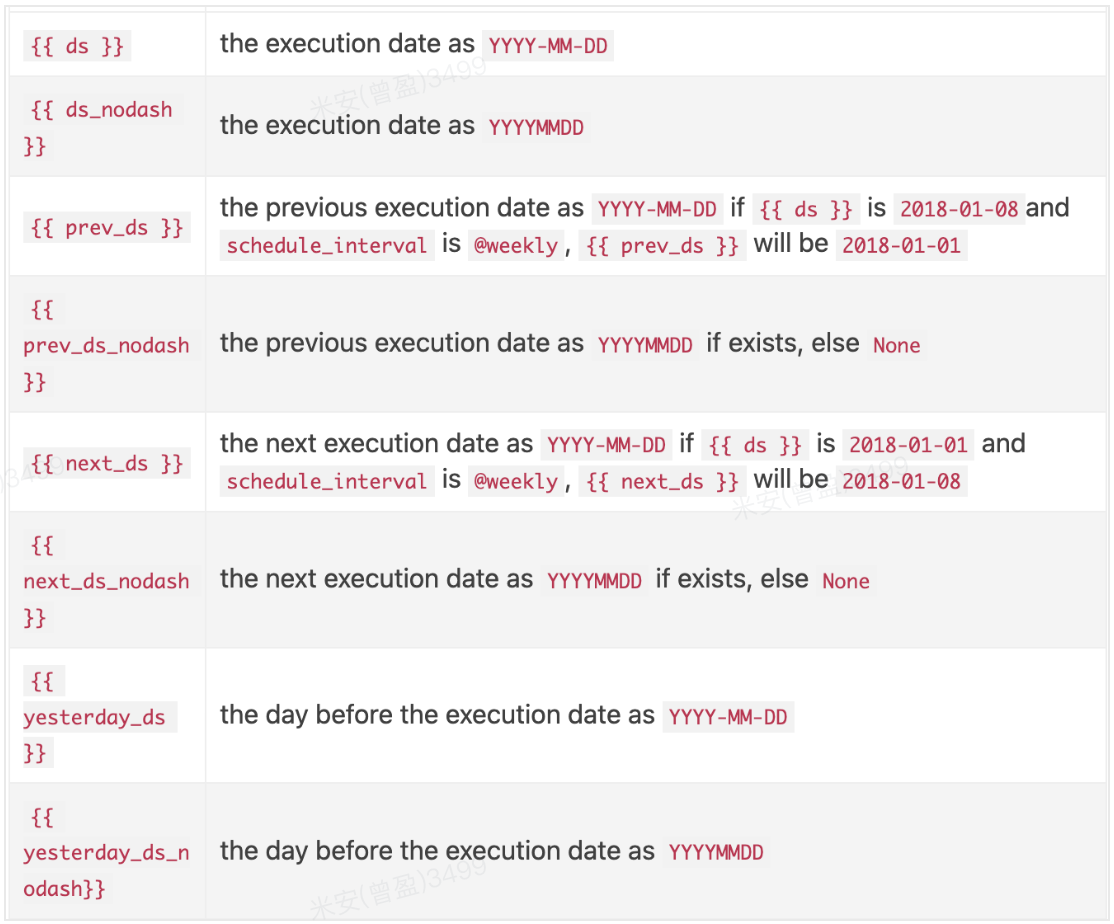 {{ ds }}
the execution date as YYYY-MM-DD
{{ ds_nodash
}}
the execution date as YYYYMMDD
{{ prev_ds }}
the previous execution date as YYYY-MM-DD if {{ ds }} is 2018-01-08 and
schedule_interval is @weekly, {{ prev_ds }} will be 2018-01-01
{{
prev_ds_nodash
}}
the previous execution date as YYYYMMDD if exists, else None
{{ next_ds }}
the next execution date as YYYY-MM-DD if {{ ds }} is 2018-01-01 and
schedule_interval is @weekly, {{ next_ds }} will be 2018-01-08
{{
next_ds_nodash
}}
the next execution date as YYYYMMDD if exists, else None
{{
yesterday_ds
}}
the day before the execution date as YYYY-MM-DD
{{
yesterday_ds_n
odash}}
the day before the execution date as YYYYMMDD
米安(曾盈)3499
米安(曾盈)3499
米安(曾盈)3499
)3499